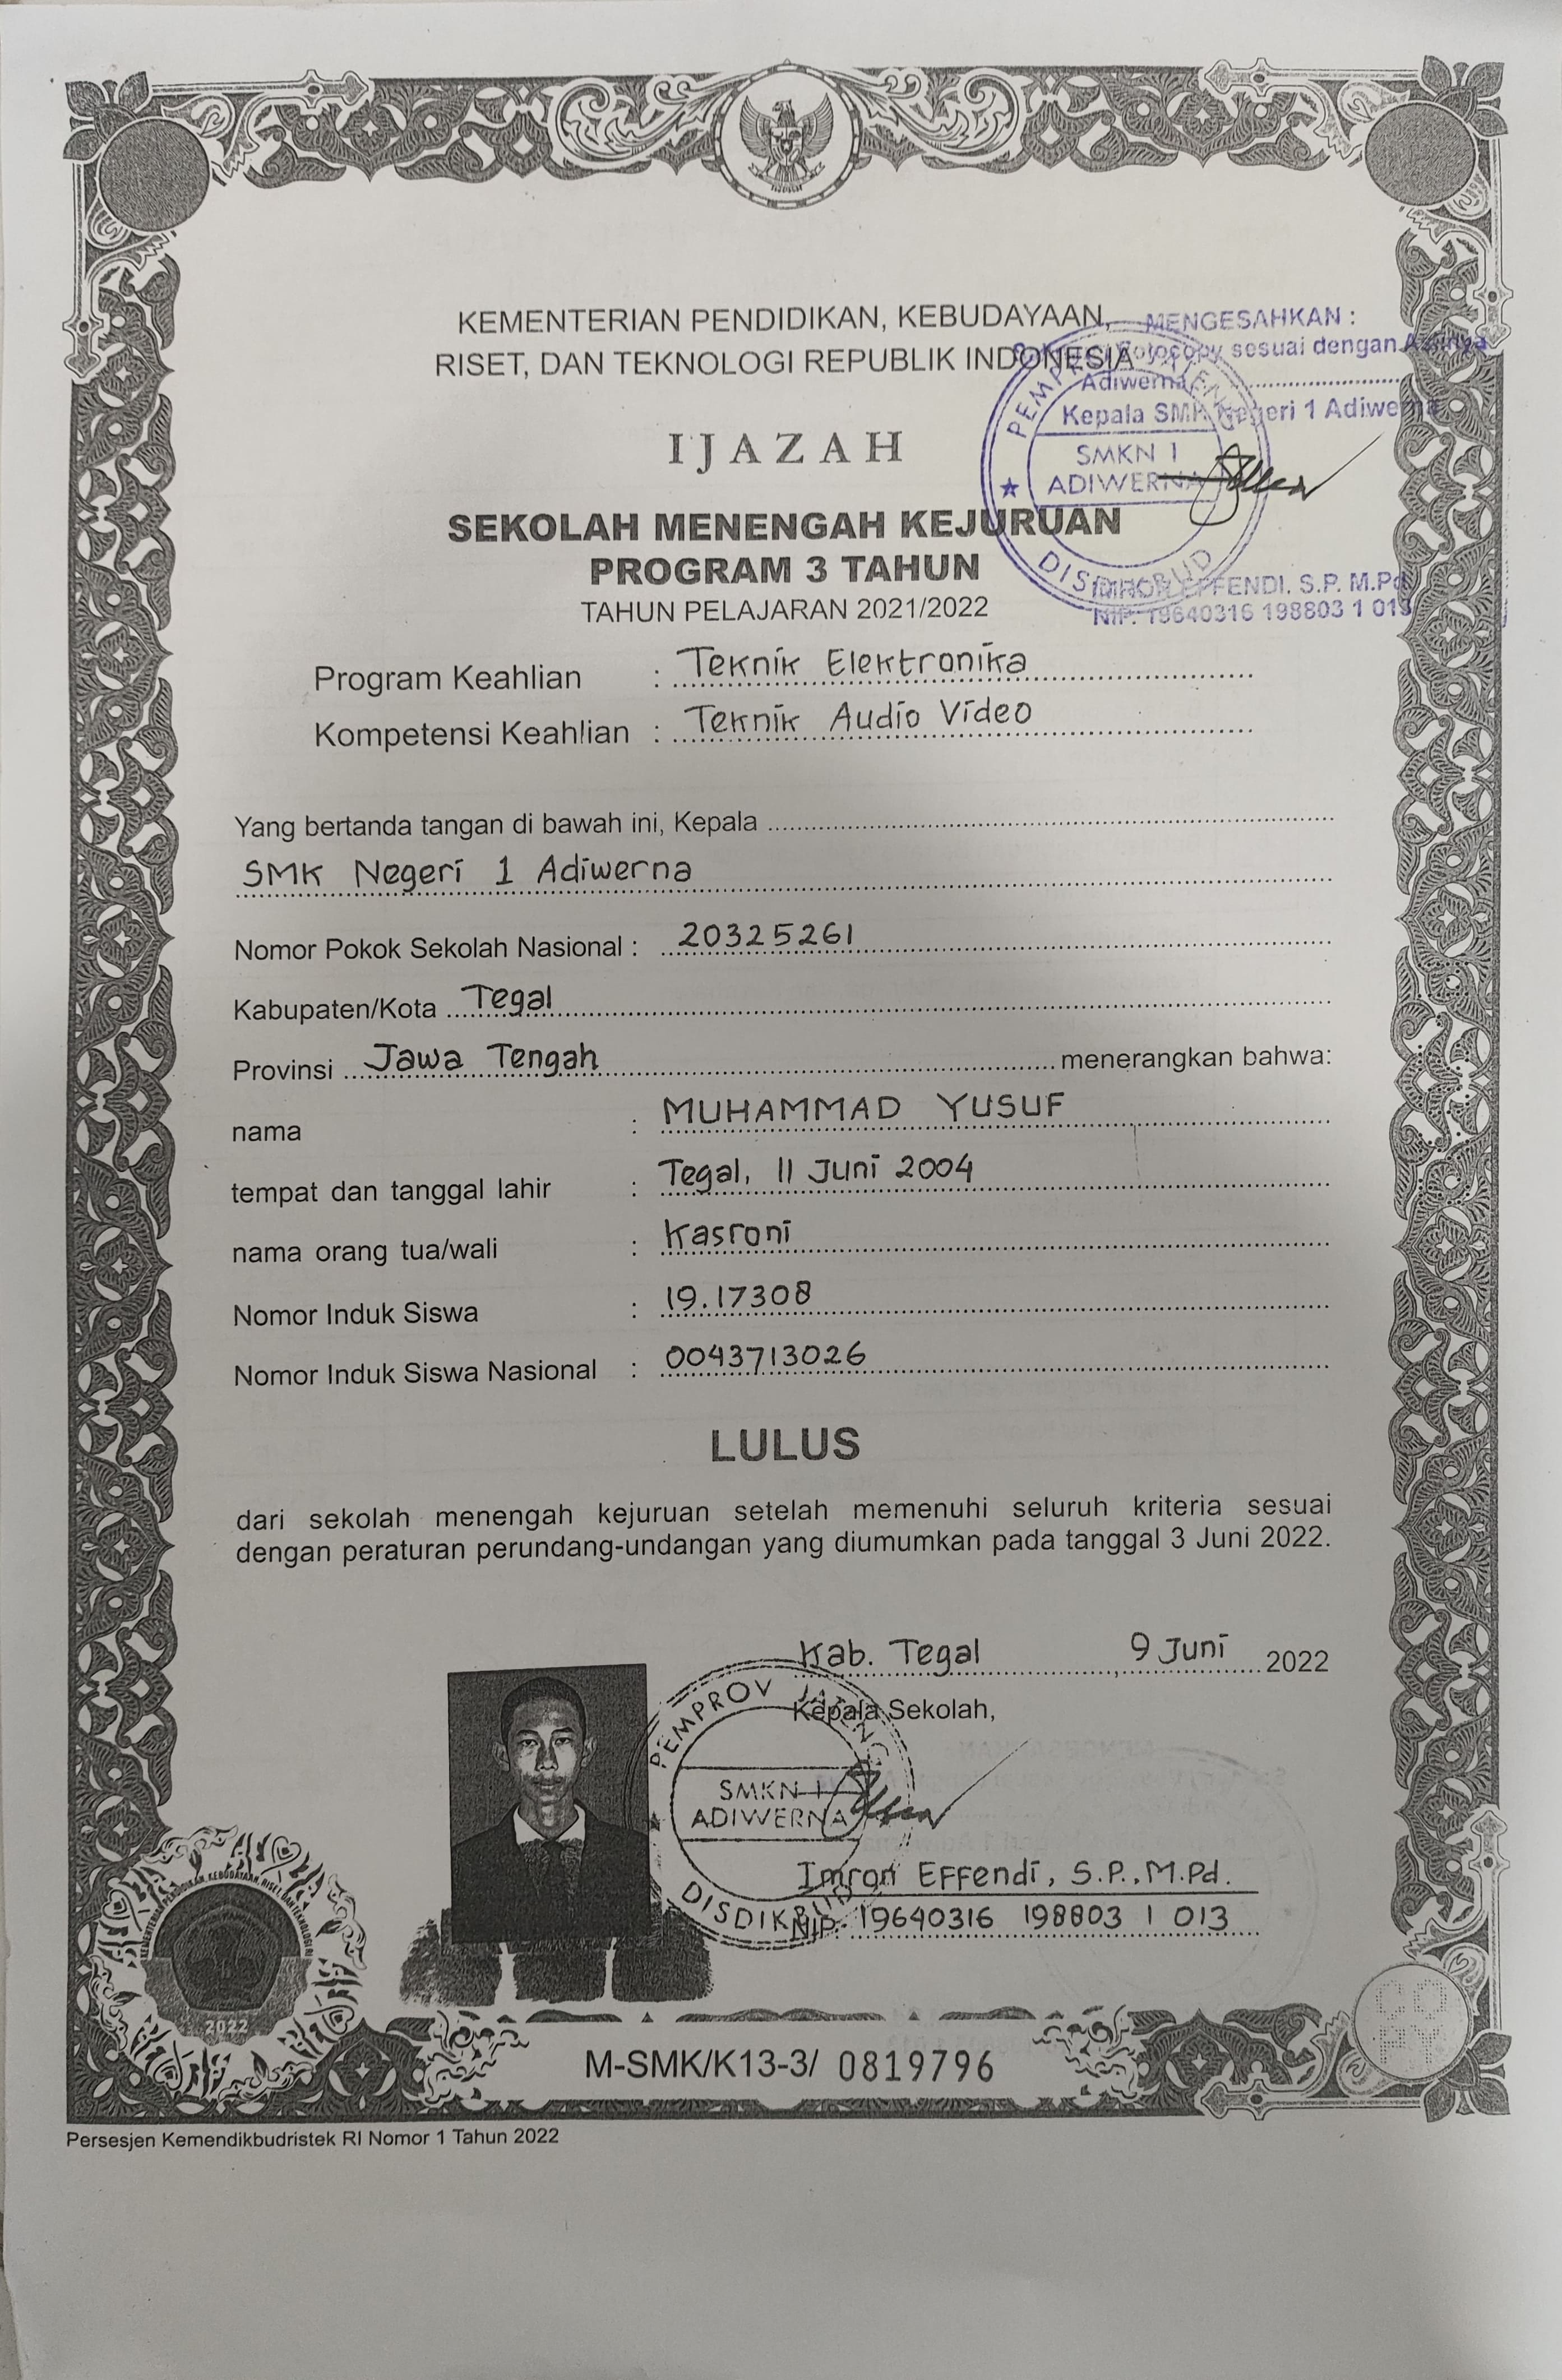 KEMENTERIAN PENDIDIKAN, KEBUDAYAAN,
RISET, DAN TEKNOLOGI REPUBLIK INDONESIA
MENGESAHKAN :
Fotocopy sesuai dengan Aslinya
Adiwerna, ........................
Kepala SMK Negeri 1 Adiwerna
PEMPROV JATENG
SMKN 1
ADIWERNA
DISDIKBUD
IMRON EFFENDI. S.P. M.Pd
NIP. 19640316 198803 1 013
IJAZAH
SEKOLAH MENENGAH KEJURUAN
PROGRAM 3 TAHUN
TAHUN PELAJARAN 2021/2022
Program Keahlian : Teknik Elektronika
Kompetensi Keahlian : Teknik Audio Video
Yang bertanda tangan di bawah ini, Kepala
SMK Negeri 1 Adiwerna
Nomor Pokok Sekolah Nasional : 20325261
Kabupaten/Kota Tegal
Provinsi Jawa Tengah menerangkan bahwa:
nama : MUHAMMAD YUSUF
tempat dan tanggal lahir : Tegal, 11 Juni 2004
nama orang tua/wali : Kasroni
Nomor Induk Siswa : 19.17308
Nomor Induk Siswa Nasional : 0043713026
LULUS
dari sekolah menengah kejuruan setelah memenuhi seluruh kriteria sesuai
dengan peraturan perundang-undangan yang diumumkan pada tanggal 3 Juni 2022.
Kab. Tegal, 9 Juni 2022
Kepala Sekolah,
PEMPROV JATENG
SMKN 1
ADIWERNA
DISDIKBUD
Imron Effendi, S.P., M.Pd.
NIP. 19640316 198803 1 013
KEMENTERIAN PENDIDIKAN, KEBUDAYAAN, RISET, DAN TEKNOLOGI RI
2022
COPY
M-SMK/K13-3/ 0819796
Persesjen Kemendikbudristek RI Nomor 1 Tahun 2022